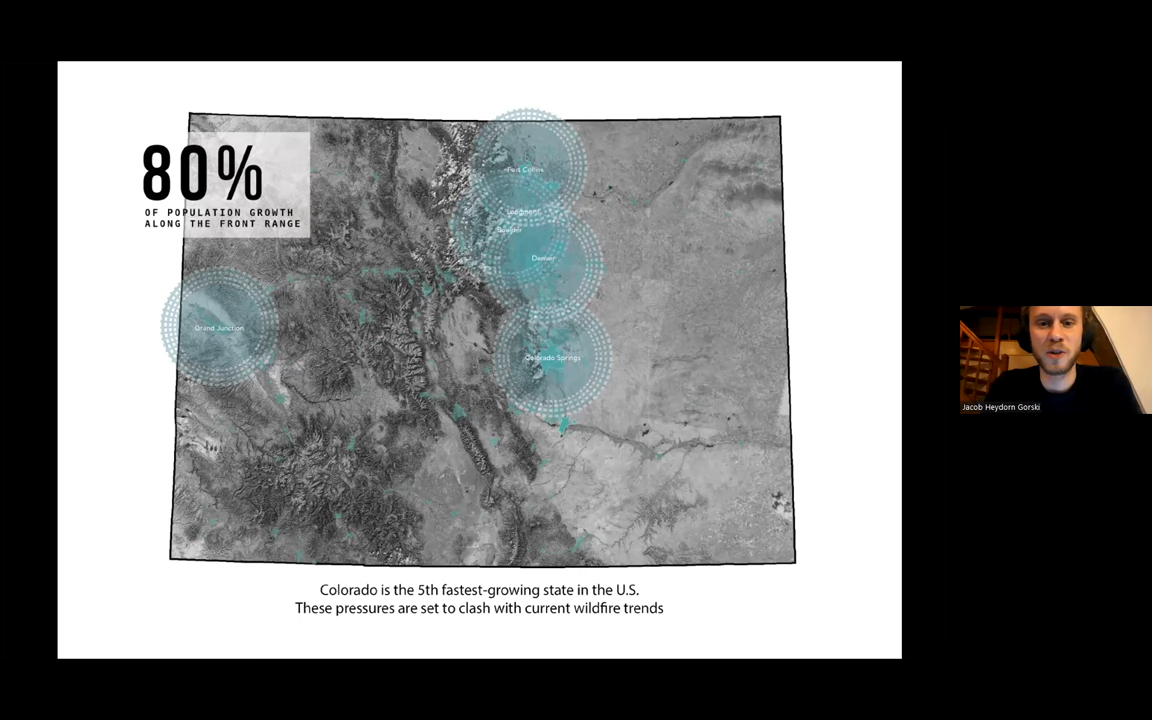 80%
OF POPULATION GROWTH
ALONG THE FRONT RANGE
Fort Collins
Longmont
Boulder
Denver
Grand Junction
Colorado Springs
Jacob Heydorn Gorski
Colorado is the 5th fastest-growing state in the U.S.
These pressures are set to clash with current wildfire trends